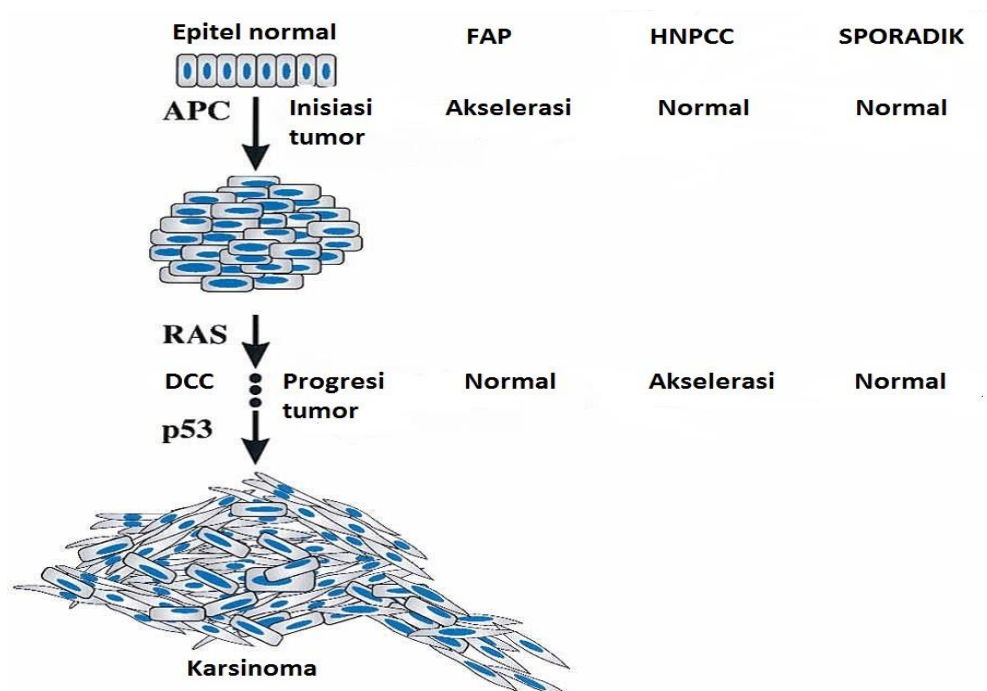 Epitel normal FAP HNPCC SPORADIK
APC Inisiasi Akselerasi Normal Normal
tumor
RAS
DCC Progresi Normal Akselerasi Normal
tumor
p53
Karsinoma